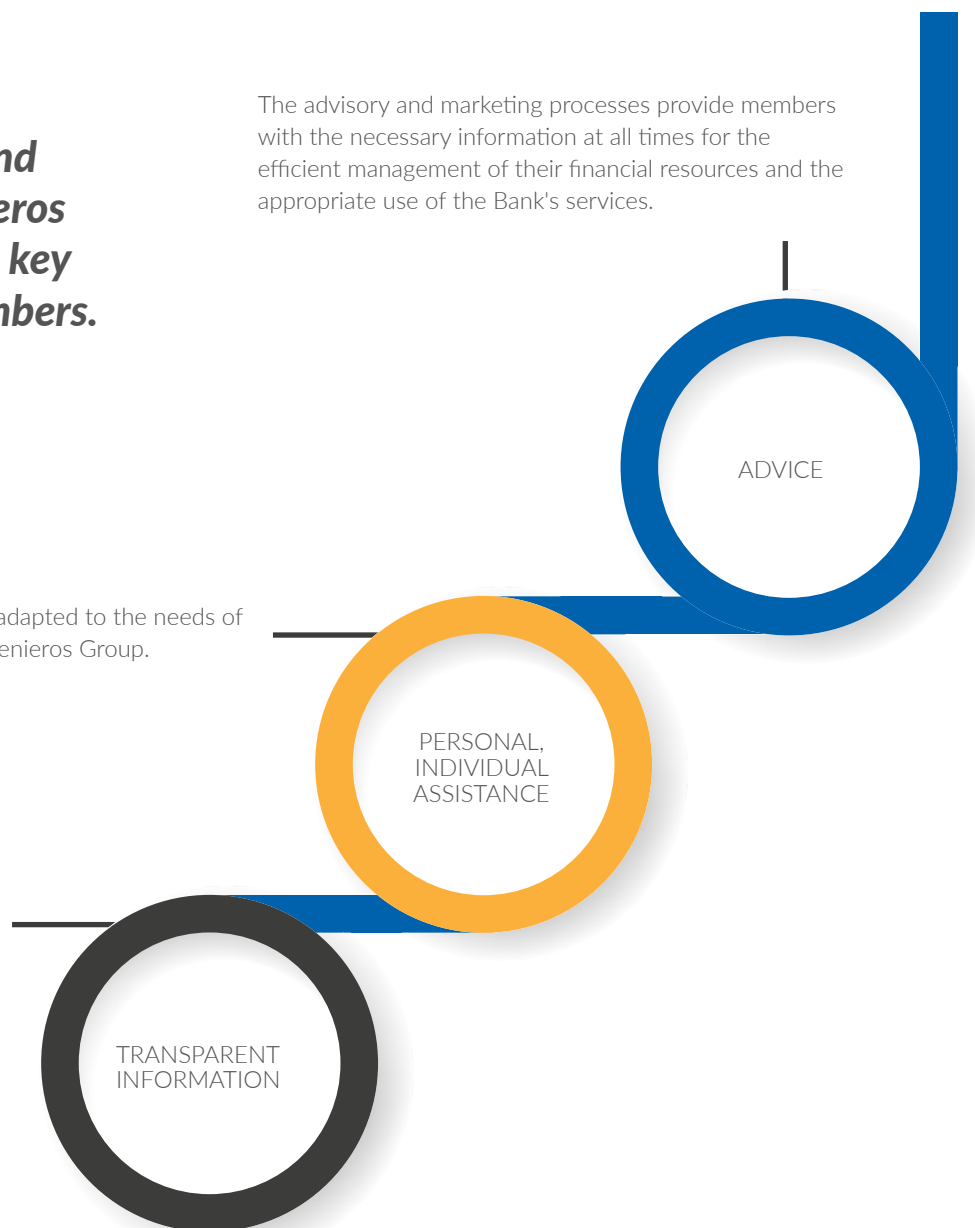 The advisory and marketing processes provide members
with the necessary information at all times for the
efficient management of their financial resources and the
appropriate use of the Bank's services.
nd
eros
key
nbers.
ADVICE
adapted to the needs of
enieros Group.
PERSONAL,
INDIVIDUAL
ASSISTANCE
TRANSPARENT
INFORMATION